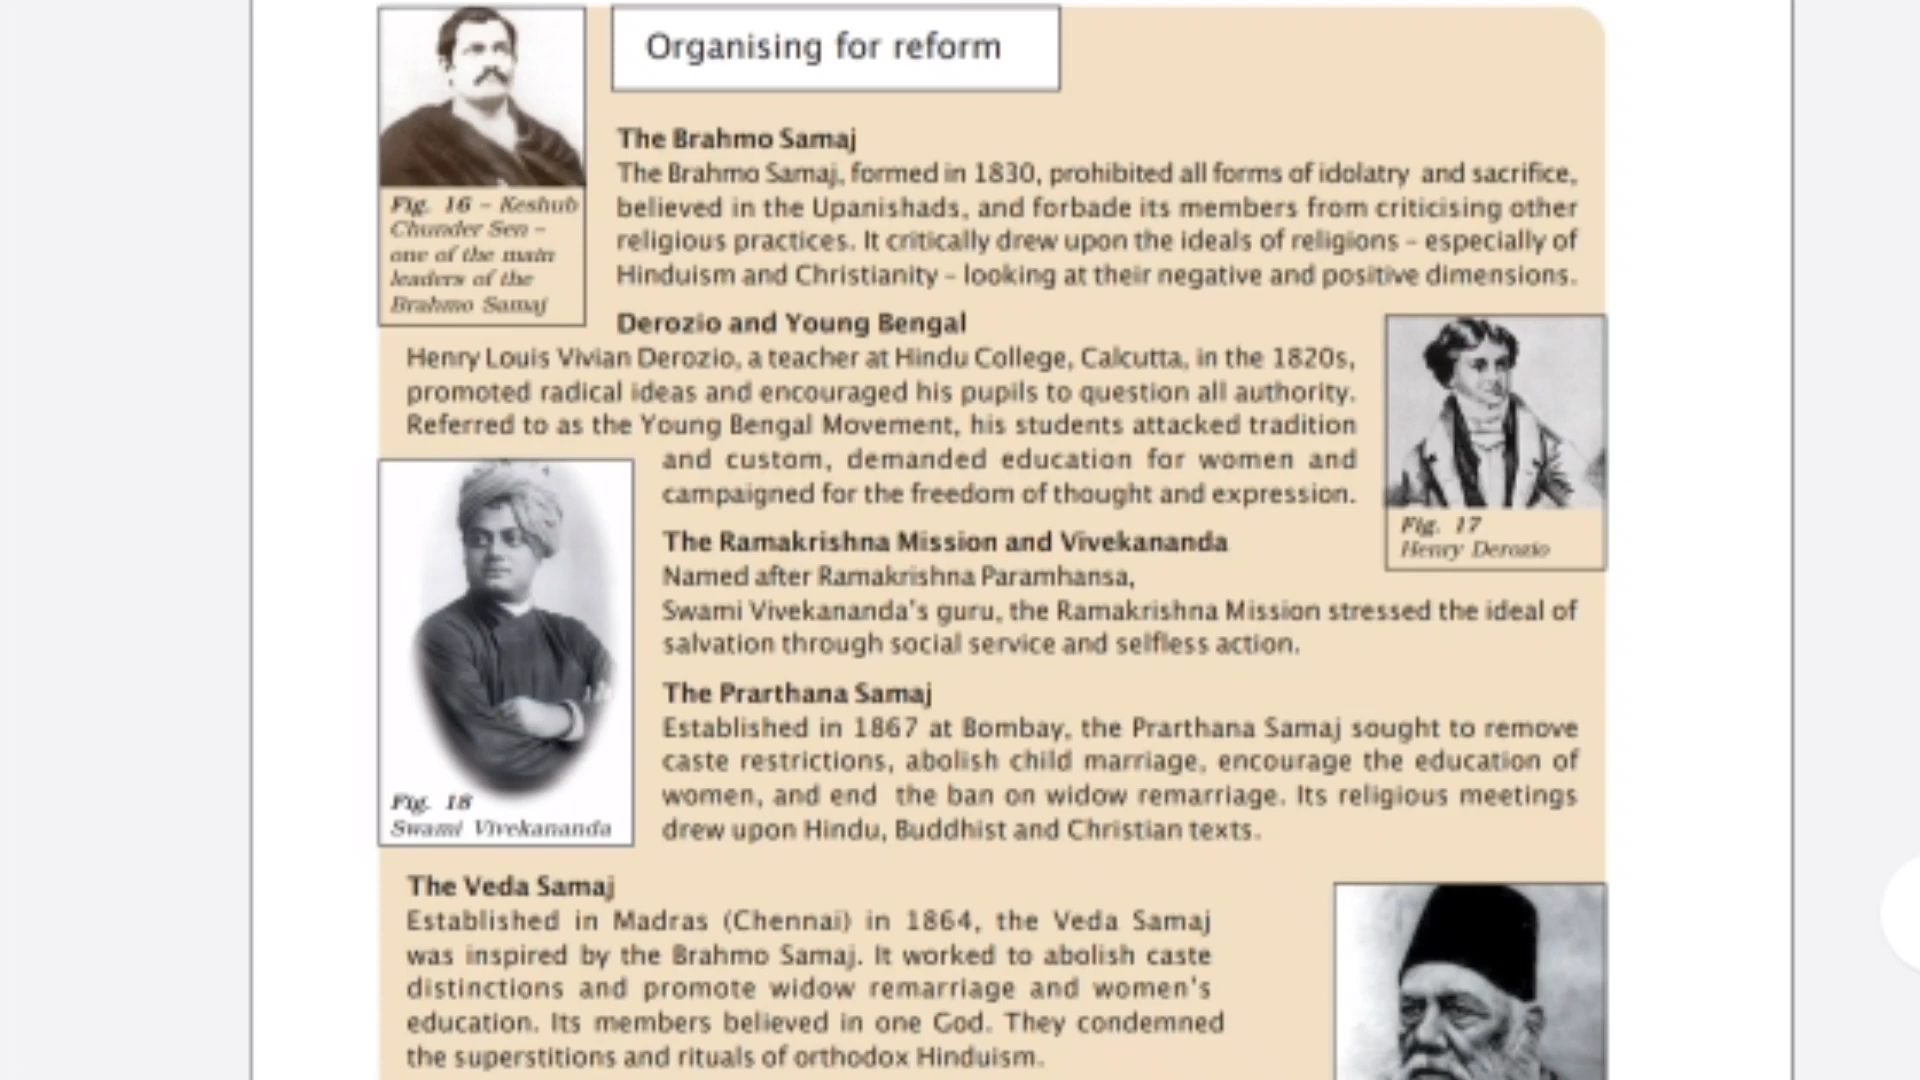 Organising for reform
Fig. 16 – Keshub
Chunder Sen –
one of the main
leaders of the
Brahmo Samaj
The Brahmo Samaj
The Brahmo Samaj, formed in 1830, prohibited all forms of idolatry and sacrifice,
believed in the Upanishads, and forbade its members from criticising other
religious practices. It critically drew upon the ideals of religions – especially of
Hinduism and Christianity – looking at their negative and positive dimensions.
Derozio and Young Bengal
Henry Louis Vivian Derozio, a teacher at Hindu College, Calcutta, in the 1820s,
promoted radical ideas and encouraged his pupils to question all authority.
Referred to as the Young Bengal Movement, his students attacked tradition
and custom, demanded education for women and
campaigned for the freedom of thought and expression.
Fig. 17
Henry Derozio
The Ramakrishna Mission and Vivekananda
Named after Ramakrishna Paramhansa,
Swami Vivekananda's guru, the Ramakrishna Mission stressed the ideal of
salvation through social service and selfless action.
The Prarthana Samaj
Established in 1867 at Bombay, the Prarthana Samaj sought to remove
caste restrictions, abolish child marriage, encourage the education of
women, and end the ban on widow remarriage. Its religious meetings
drew upon Hindu, Buddhist and Christian texts.
Fig. 18
Swami Vivekananda
The Veda Samaj
Established in Madras (Chennai) in 1864, the Veda Samaj
was inspired by the Brahmo Samaj. It worked to abolish caste
distinctions and promote widow remarriage and women's
education. Its members believed in one God. They condemned
the superstitions and rituals of orthodox Hinduism.